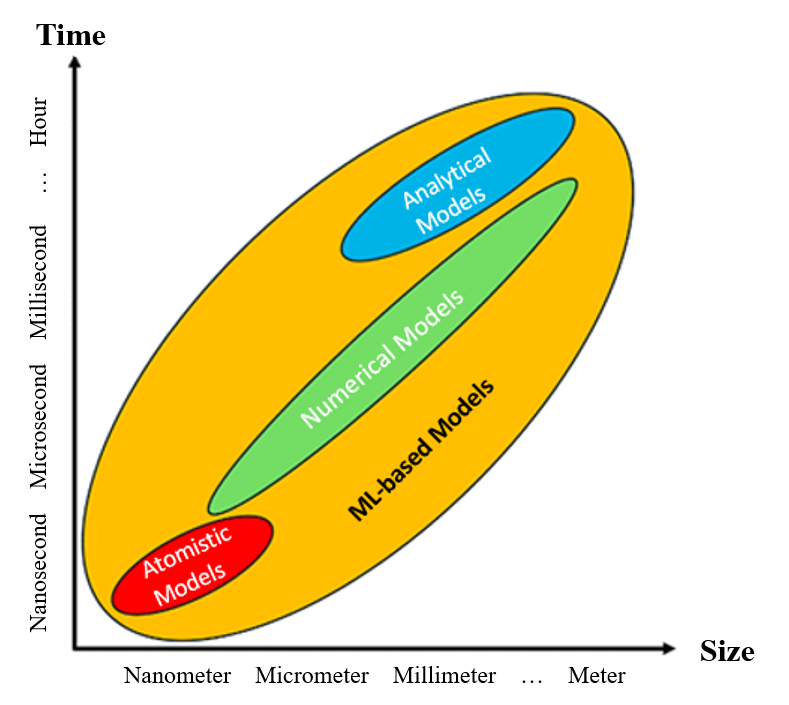 Time
Hour
…
Millisecond
Microsecond
Nanosecond
Analytical
Models
Numerical Models
ML-based Models
Atomistic
Models
Size
Nanometer Micrometer Millimeter … Meter